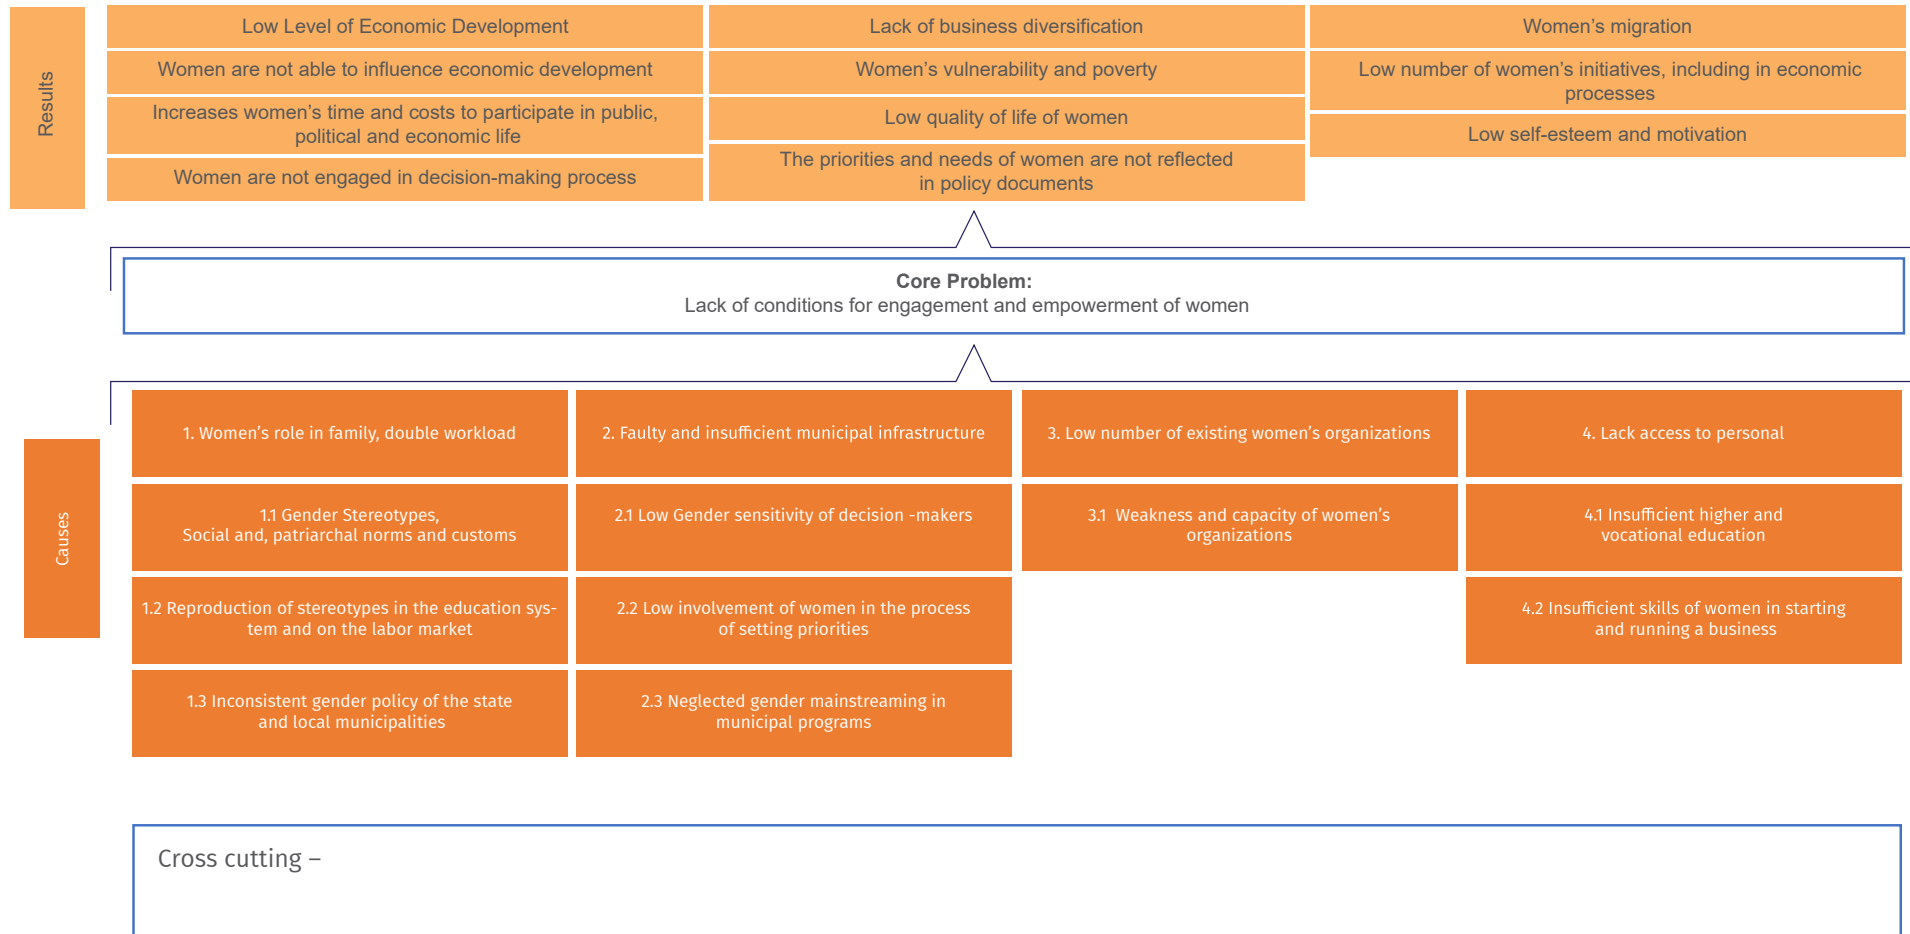 Results
Low Level of Economic Development
Women are not able to influence economic development
Increases women's time and costs to participate in public,
political and economic life
Women are not engaged in decision-making process
Lack of business diversification
Women's vulnerability and poverty
Low quality of life of women
The priorities and needs of women are not reflected
in policy documents
Women's migration
Low number of women's initiatives, including in economic
processes
Low self-esteem and motivation
Core Problem:
Lack of conditions for engagement and empowerment of women
Causes
1. Women's role in family, double workload
1.1 Gender Stereotypes,
Social and, patriarchal norms and customs
1.2 Reproduction of stereotypes in the education sys-
tem and on the labor market
1.3 Inconsistent gender policy of the state
and local municipalities
2. Faulty and insufficient municipal infrastructure
2.1 Low Gender sensitivity of decision -makers
2.2 Low involvement of women in the process
of setting priorities
2.3 Neglected gender mainstreaming in
municipal programs
3. Low number of existing women's organizations
3.1 Weakness and capacity of women's
organizations
4. Lack access to personal
4.1 Insufficient higher and
vocational education
4.2 Insufficient skills of women in starting
and running a business
Cross cutting –